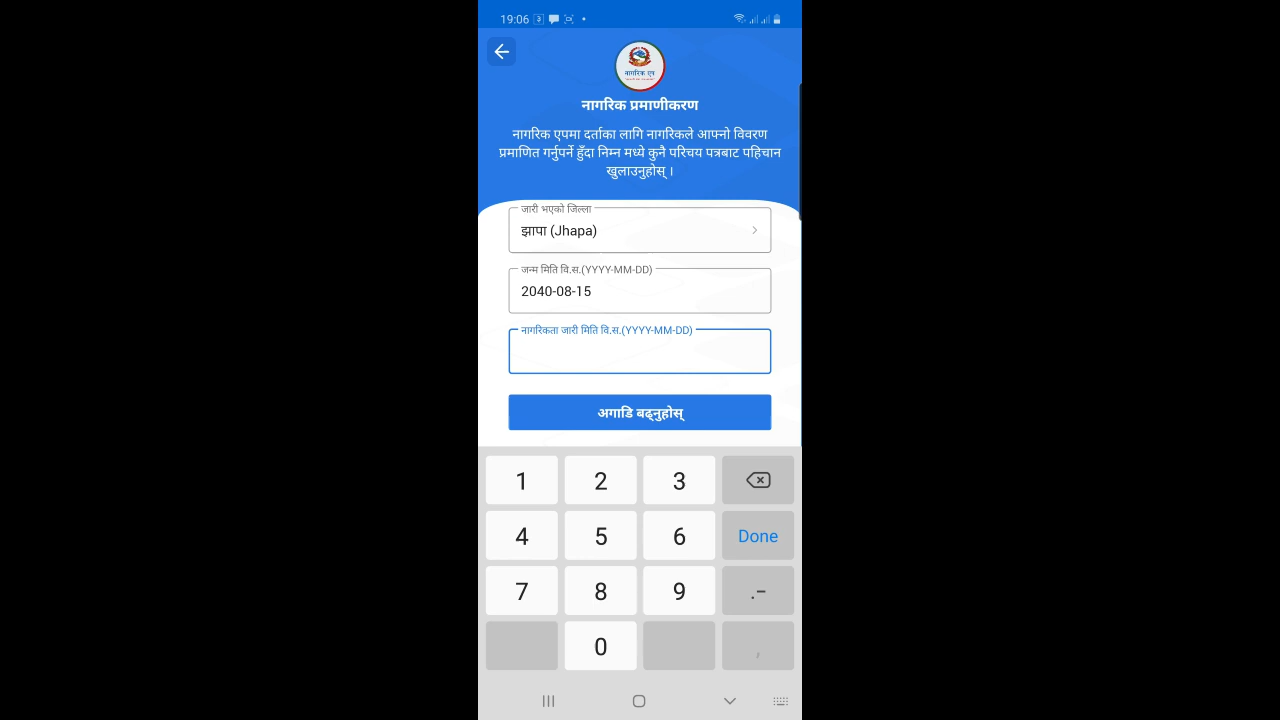 19:06
नागरिक एप
नागरिक प्रमाणीकरण
नागरिक एपमा दर्ताका लागि नागरिकले आफ्नो विवरण
प्रमाणित गर्नुपर्ने हुँदा निम्न मध्ये कुनै परिचय पत्रबाट पहिचान
खुलाउनुहोस् ।
जारी भएको जिल्ला
झापा (Jhapa)
जन्म मिति वि.स.(YYYY-MM-DD)
2040-08-15
नागरिकता जारी मिति वि.स.(YYYY-MM-DD)
अगाडि बढ्नुहोस्
1 2 3
4 5 6 Done
7 8 9 .-
0 ,